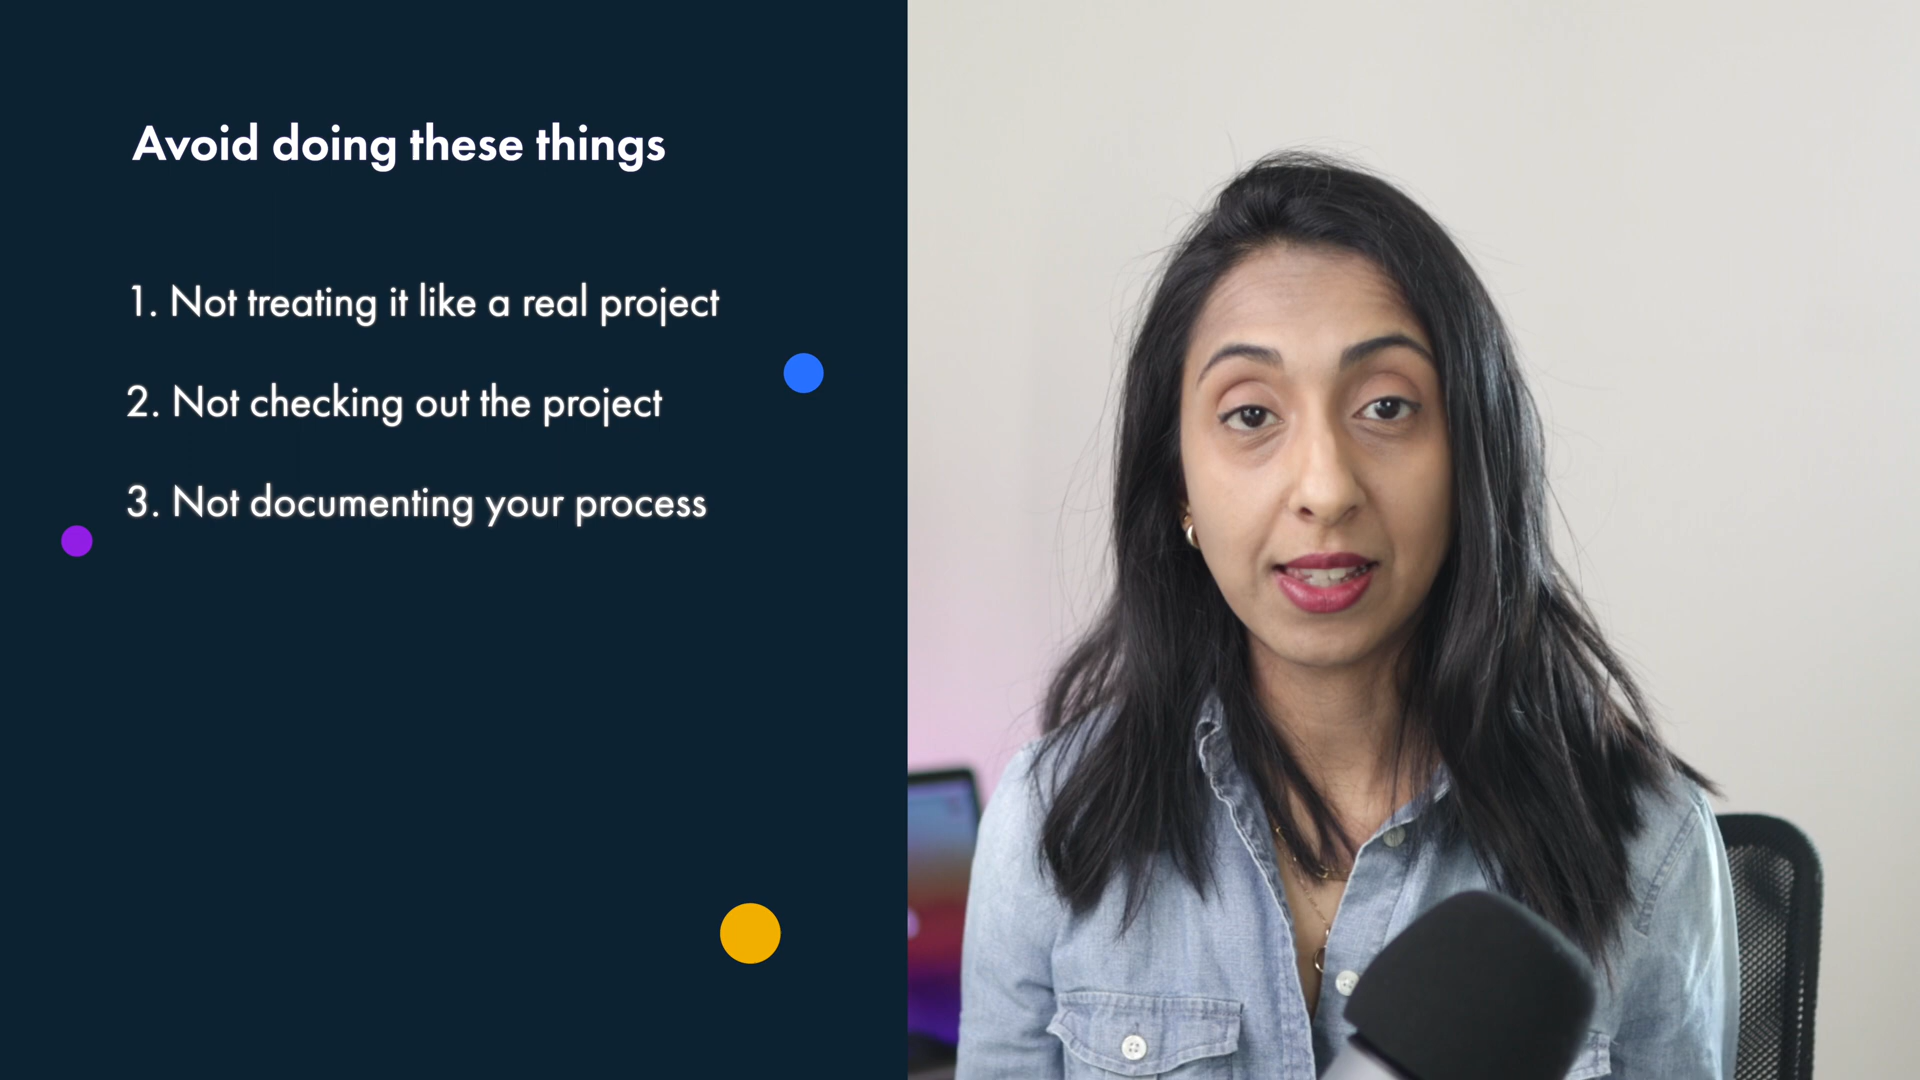 Avoid doing these things
1. Not treating it like a real project
2. Not checking out the project
3. Not documenting your process